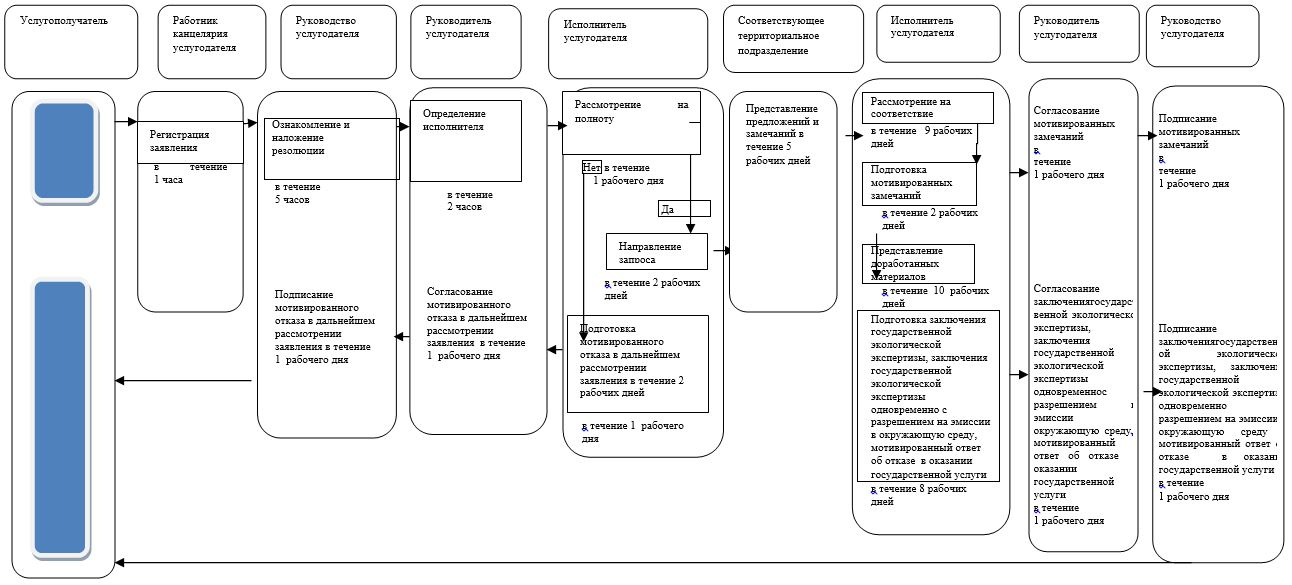 Услугополучатель
Работник
канцелярия
услугодателя
Руководство
услугодателя
Руководитель
услугодателя
Исполнитель
услугодателя
Соответствующее
территориальное
подразделение
Исполнитель
услугодателя
Руководитель
услугодателя
Руководство
услугодателя
Регистрация
заявления
в течение
1 часа
Ознакомление и
наложение
резолюции
в течение
5 часов
Подписание
мотивированного
отказа в дальнейшем
рассмотрении
заявления в течение
1 рабочего дня
Определение
исполнителя
в течение
2 часов
Согласование
мотивированного
отказа в дальнейшем
рассмотрении
заявления в течение
1 рабочего дня
Рассмотрение на
полноту
Нет в течение
1 рабочего дня
Да
Направление
запроса
в течение 2 рабочих
дней
Подготовка
мотивированного
отказа в дальнейшем
рассмотрении
заявления в течение 2
рабочих дней
в течение 1 рабочего
дня
Представление
предложений и
замечаний в
течение 5
рабочих дней
Рассмотрение на
соответствие
в течение 9 рабочих
дней
Подготовка
мотивированных
замечаний
в течение 2 рабочих
дней
Представление
доработанных
материалов
в течение 10 рабочих
дней
Подготовка заключения
государственной
экологической
экспертизы, заключения
государственной
экологической
экспертизы
одновременно с
разрешением на эмиссии
в окружающую среду,
мотивированный ответ
об отказе в оказании
государственной услуги
в течение 8 рабочих
дней
Согласование
мотивированных
замечаний
в
течение
1 рабочего дня
Согласование
заключениягосударст
венной экологическо
экспертизы,
заключения
государственной
экологической
экспертизы
одновременнос
разрешением
эмиссии
окружающую среду,
мотивированный
ответ об отказе
оказании
государственной
услуги
в течение
1 рабочего дня
Подписание
мотивированных
замечаний
в
течение
1 рабочего дня
Подписание
заключениягосударствен
ой экологическо
экспертизы, заключен
государственной
экологической эксперти
одновременно
разрешением на эмиссии
окружающую среду
мотивированный ответ
отказе в оказан
государственной услуги
в течение
1 рабочего дня